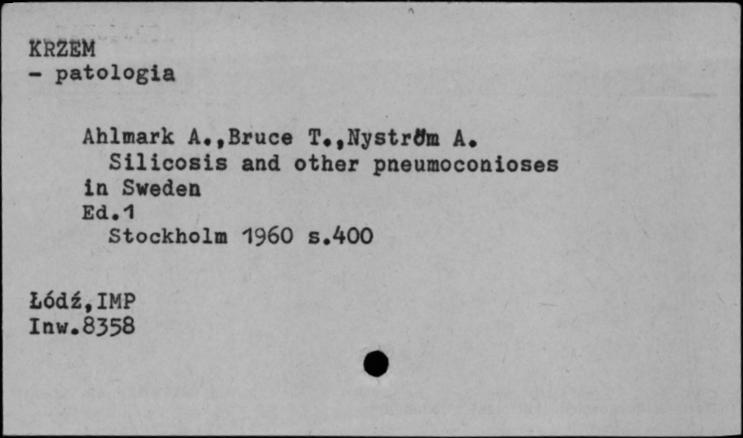 KRZEM
- patologia
Ahlmark A.,Bruce T.,Nyström A.
Silicosis and other pneumoconioses
in Sweden
Ed.1
Stockholm 1960 s.400
Łódź,IMP
Inw.8358